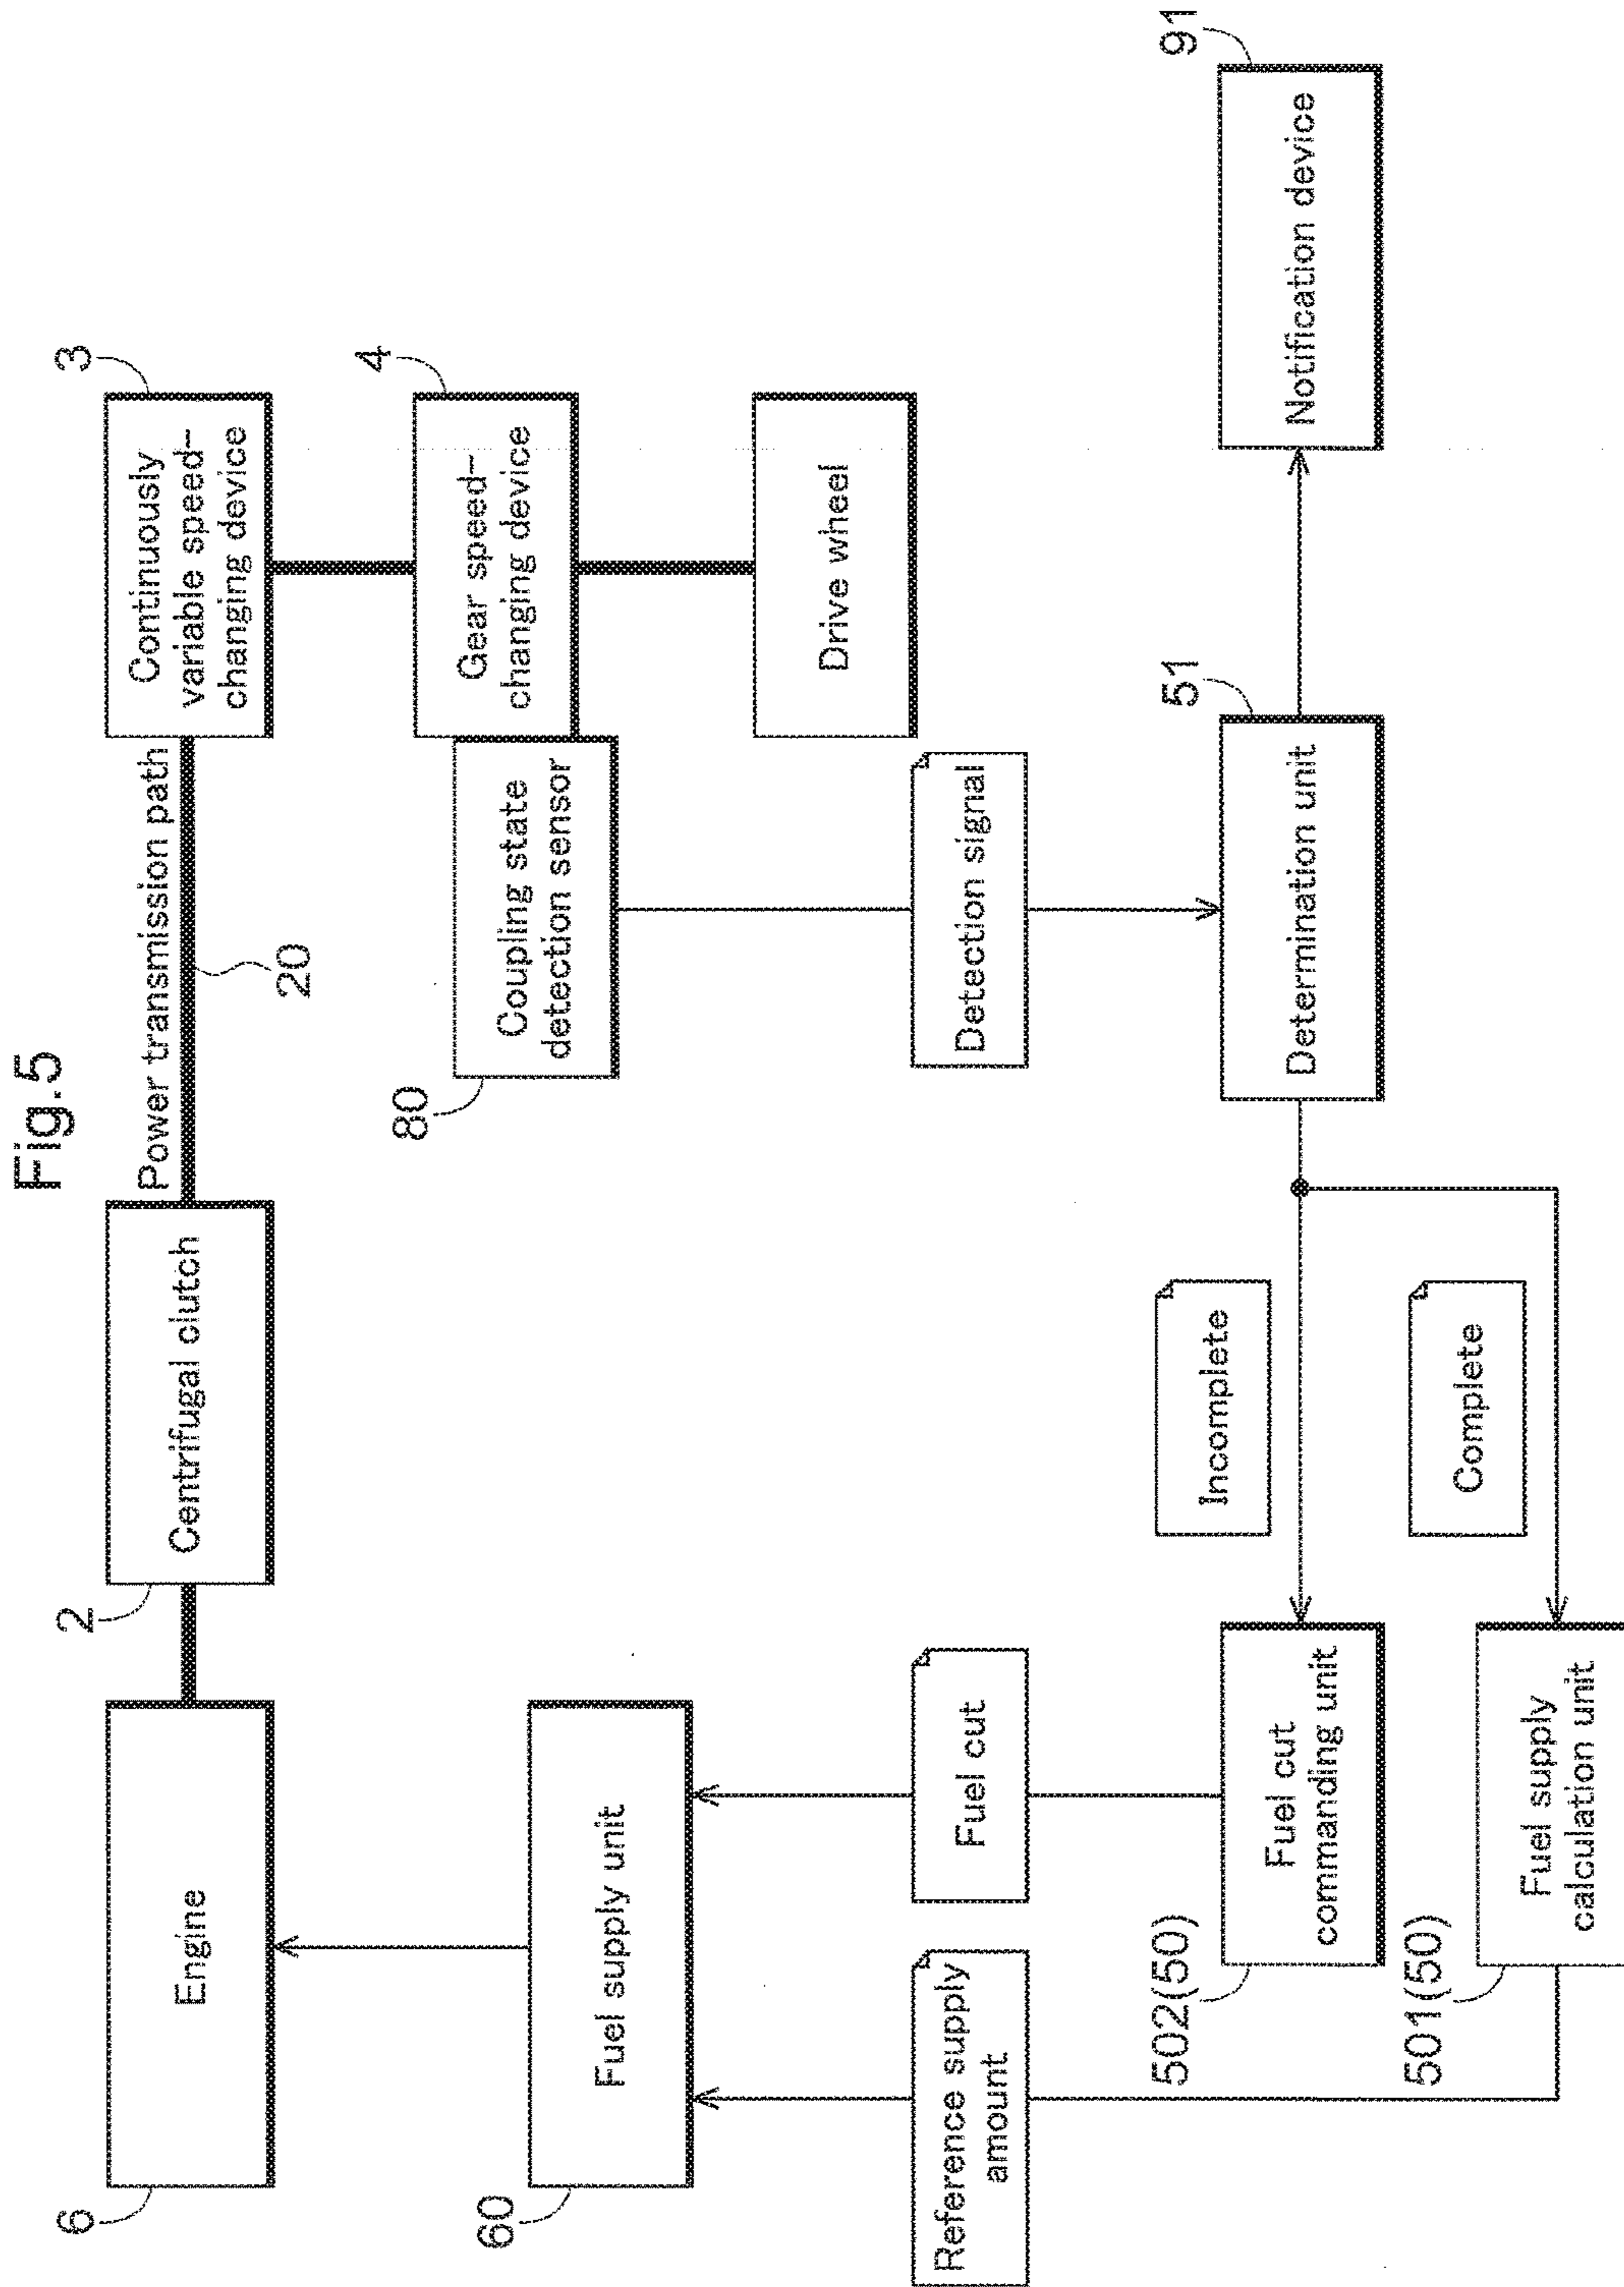 Fig.5
6
Engine
2
Centrifugal clutch
Power transmission path
20
3
Continuously
variable speed-
changing device
4
Gear speed-
changing device
80
Coupling state
detection sensor
Drive wheel
60
Fuel supply unit
Reference supply
amount
Fuel cut
Detection signal
502(50)
Fuel cut
commanding unit
Incomplete
51
Determination unit
91
Notification device
501(50)
Fuel supply
calculation unit
Complete